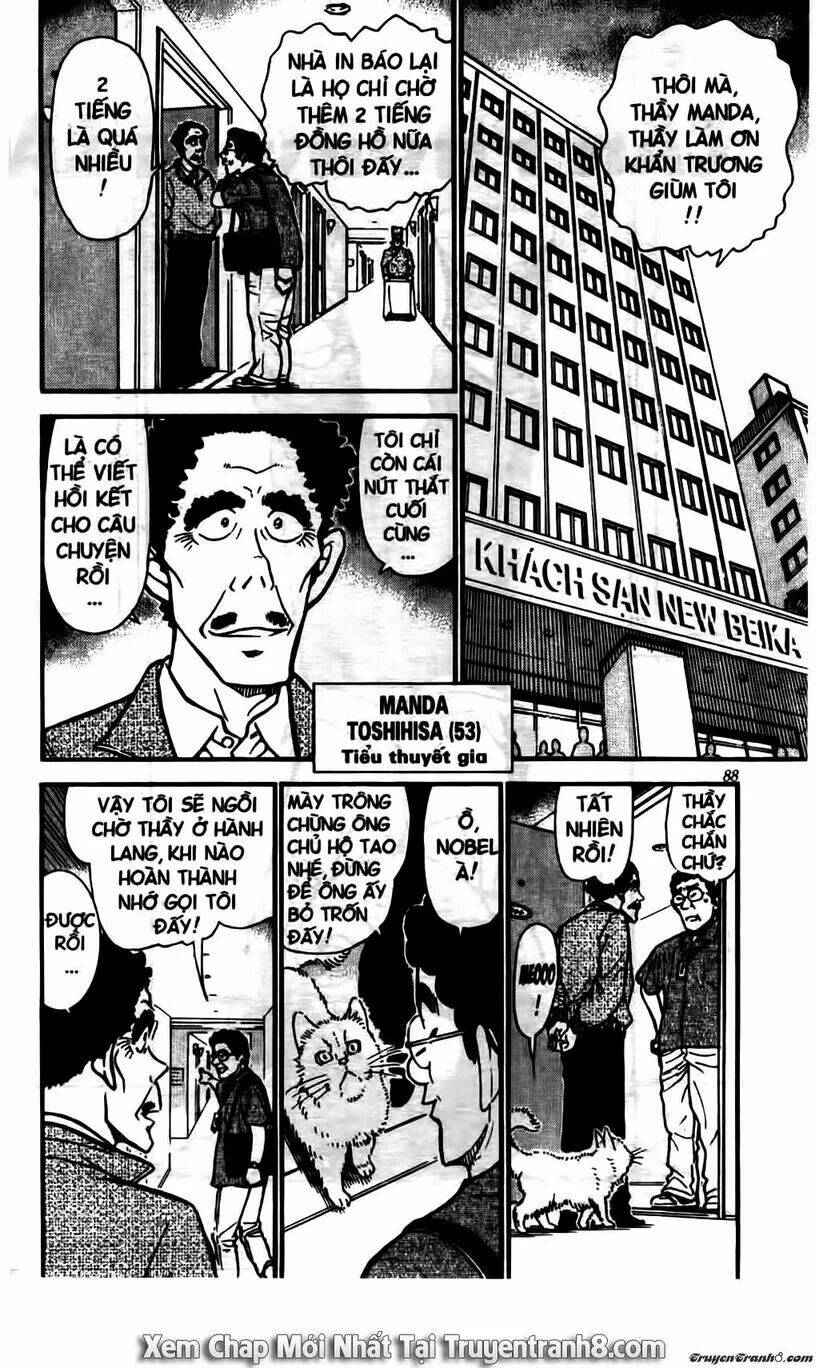 THÔI MÀ,
THẦY MANDA,
THẦY LÀM ƠN
KHẨN TRƯƠNG
GIÙM TÔI
!!
KHÁCH SẠN NEW BEIKA
NHÀ IN BÁO LẠI
LÀ HỌ CHỈ CHỜ
THÊM 2 TIẾNG
ĐỒNG HỒ NỮA
THÔI ĐẤY...
2
TIẾNG
LÀ QUÁ
NHIỀU
!
TÔI CHỈ
CÒN CÁI
NÚT THẮT
CUỐI
CÙNG
...
LÀ CÓ
THỂ VIẾT
HỒI KẾT
CHO CÂU
CHUYỆN
RỒI
...
MANDA
TOSHIHISA (53)
Tiểu thuyết gia
88
THẦY
CHẮC
CHẮN
CHỨ?
TẤT
NHIÊN
RỒI!
MEOOO
!
Ồ,
NOBEL
À!
MÀY TRÔNG
CHỪNG ÔNG
CHỦ HỘ TAO
NHÉ, ĐỪNG
ĐỂ ÔNG ẤY
BỎ TRỐN
ĐẤY!
VẬY TÔI SẼ NGỒI
CHỜ THẦY Ở HÀNH
LANG, KHI NÀO
HOÀN THÀNH
NHỚ GỌI TÔI
ĐẤY!
ĐƯỢC
RỒI
...
Xem Chap Mới Nhất Tại Truyentranh8.com
TruyenTranh8.com